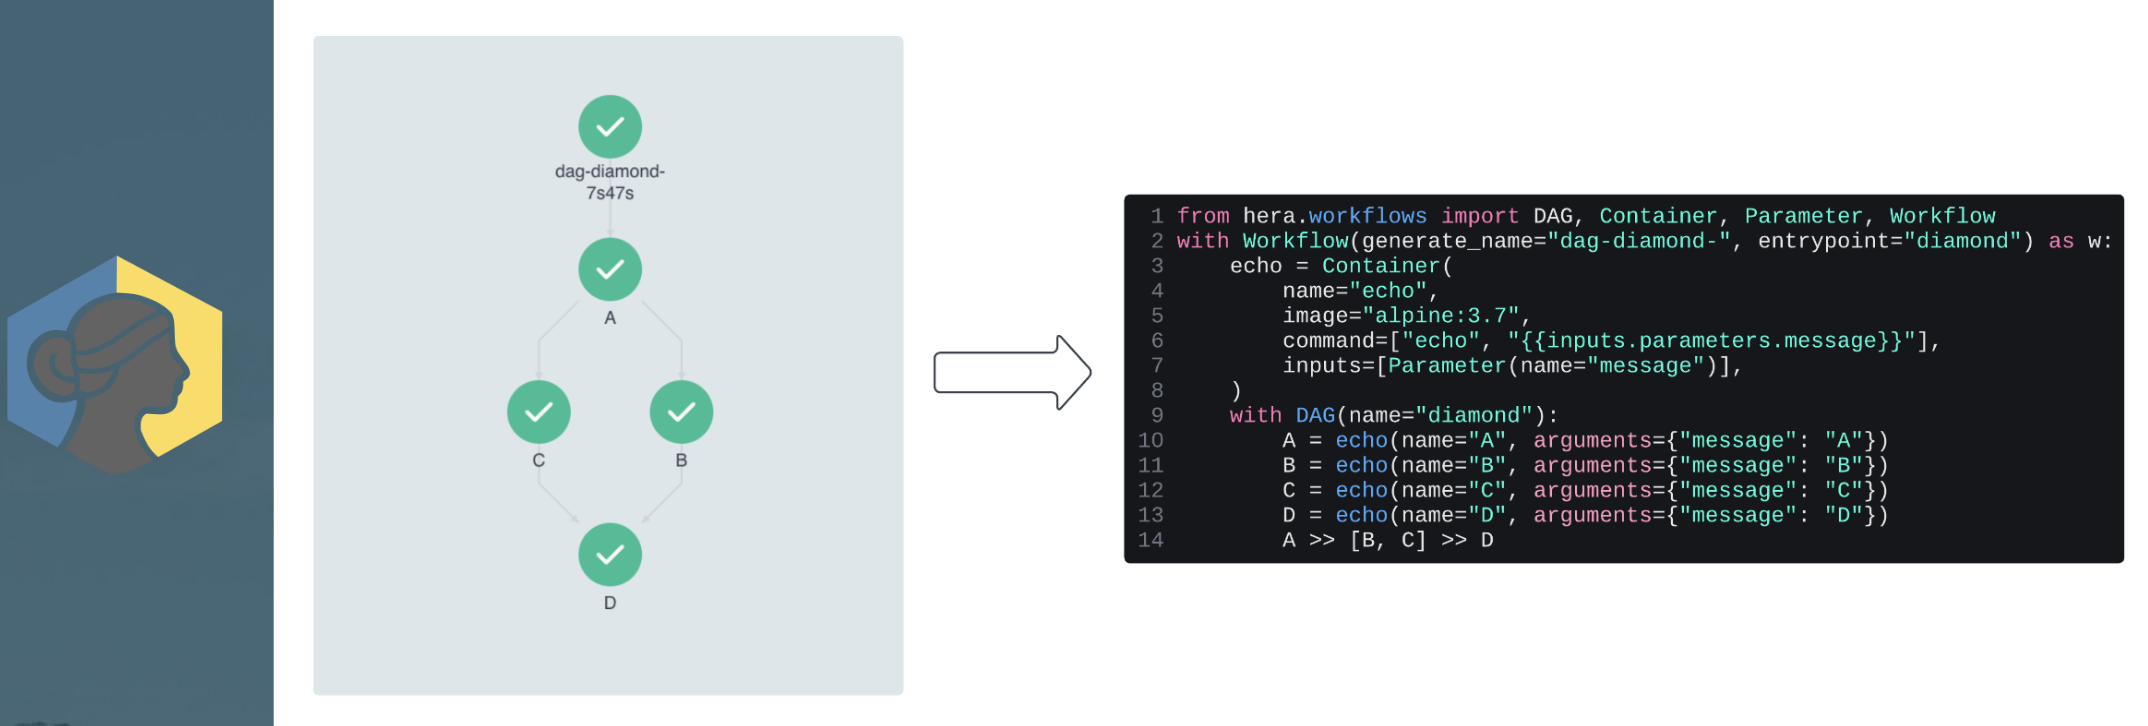 dag-diamond-
7s47s
A
C
B
D
1 from hera.workflows import DAG, Container, Parameter, Workflow
2 with Workflow(generate_name="dag-diamond-", entrypoint="diamond") as w:
3     echo = Container(
4         name="echo",
5         image="alpine:3.7",
6         command=["echo", "{{inputs.parameters.message}}"],
7         inputs=[Parameter(name="message")],
8     )
9     with DAG(name="diamond"):
10         A = echo(name="A", arguments={"message": "A"})
11         B = echo(name="B", arguments={"message": "B"})
12         C = echo(name="C", arguments={"message": "C"})
13         D = echo(name="D", arguments={"message": "D"})
14         A >> [B, C] >> D